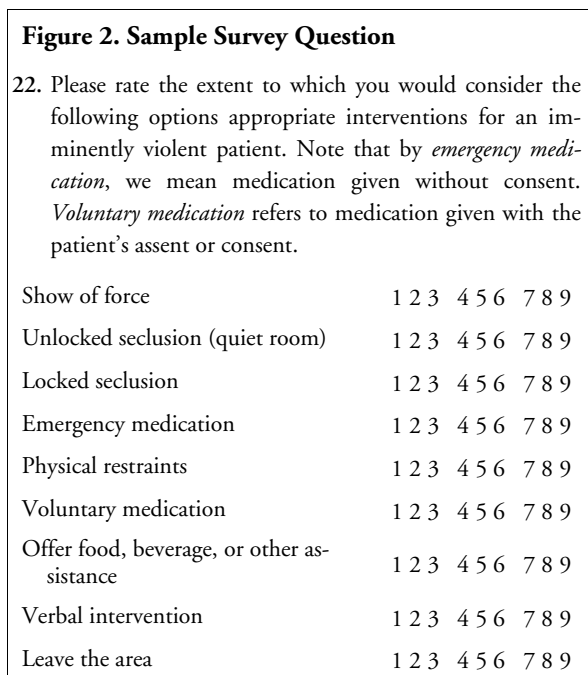 Figure 2. Sample Survey Question
22. Please rate the extent to which you would consider the
following options appropriate interventions for an im-
minently violent patient. Note that by emergency medi-
cation, we mean medication given without consent.
Voluntary medication refers to medication given with the
patient's assent or consent.
Show of force 1 2 3 4 5 6 7 8 9
Unlocked seclusion (quiet room) 1 2 3 4 5 6 7 8 9
Locked seclusion 1 2 3 4 5 6 7 8 9
Emergency medication 1 2 3 4 5 6 7 8 9
Physical restraints 1 2 3 4 5 6 7 8 9
Voluntary medication 1 2 3 4 5 6 7 8 9
Offer food, beverage, or other as-
sistance 1 2 3 4 5 6 7 8 9
Verbal intervention 1 2 3 4 5 6 7 8 9
Leave the area 1 2 3 4 5 6 7 8 9